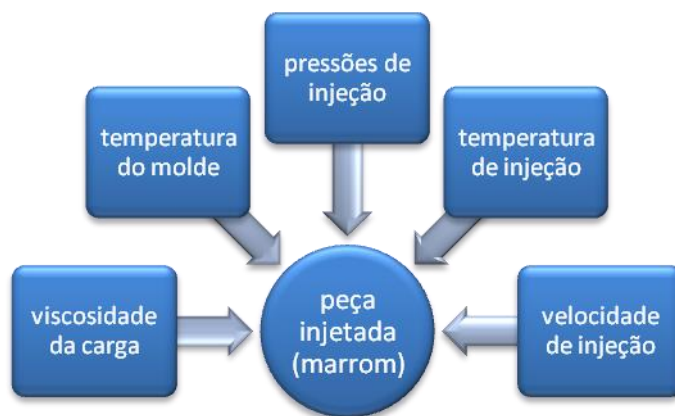 pressões de
injeção
temperatura
do molde
temperatura
de injeção
viscosidade
da carga
peça
injetada
(marrom)
velocidade
de injeção